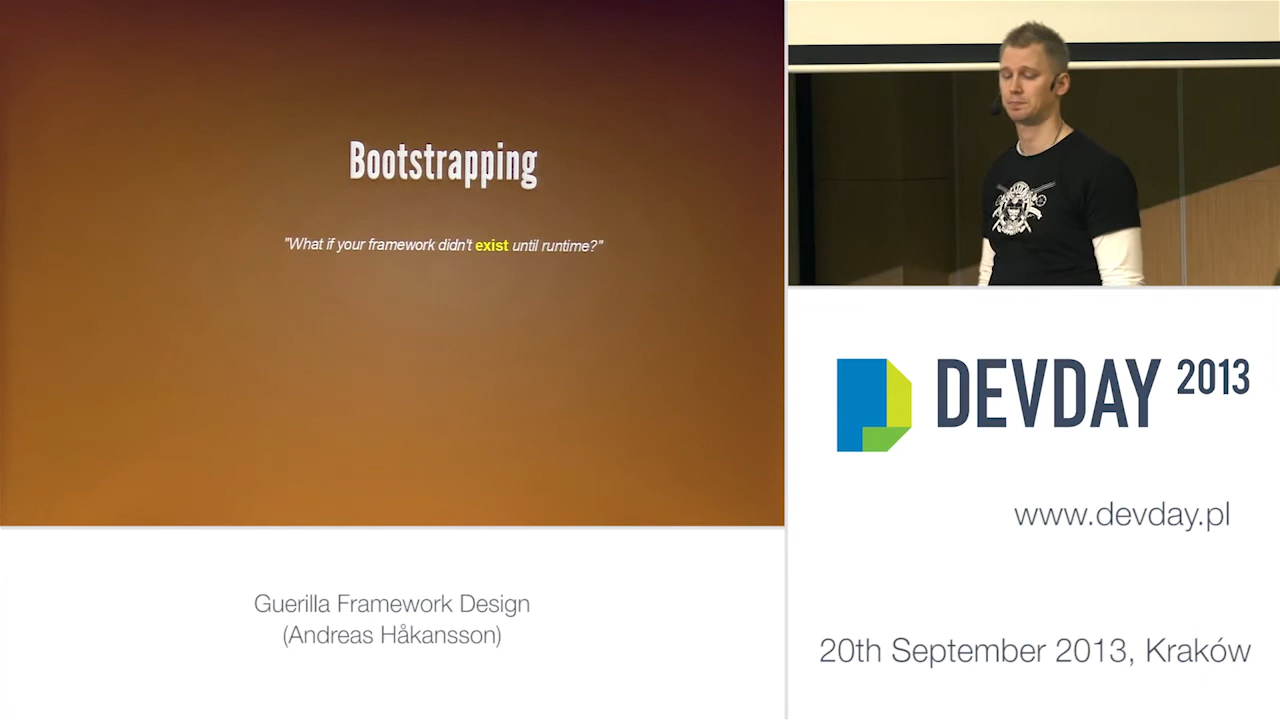 Bootstrapping
"What if your framework didn't exist until runtime?"
Guerilla Framework Design
(Andreas Håkansson)
DEVDAY 2013
www.devday.pl
20th September 2013, Kraków